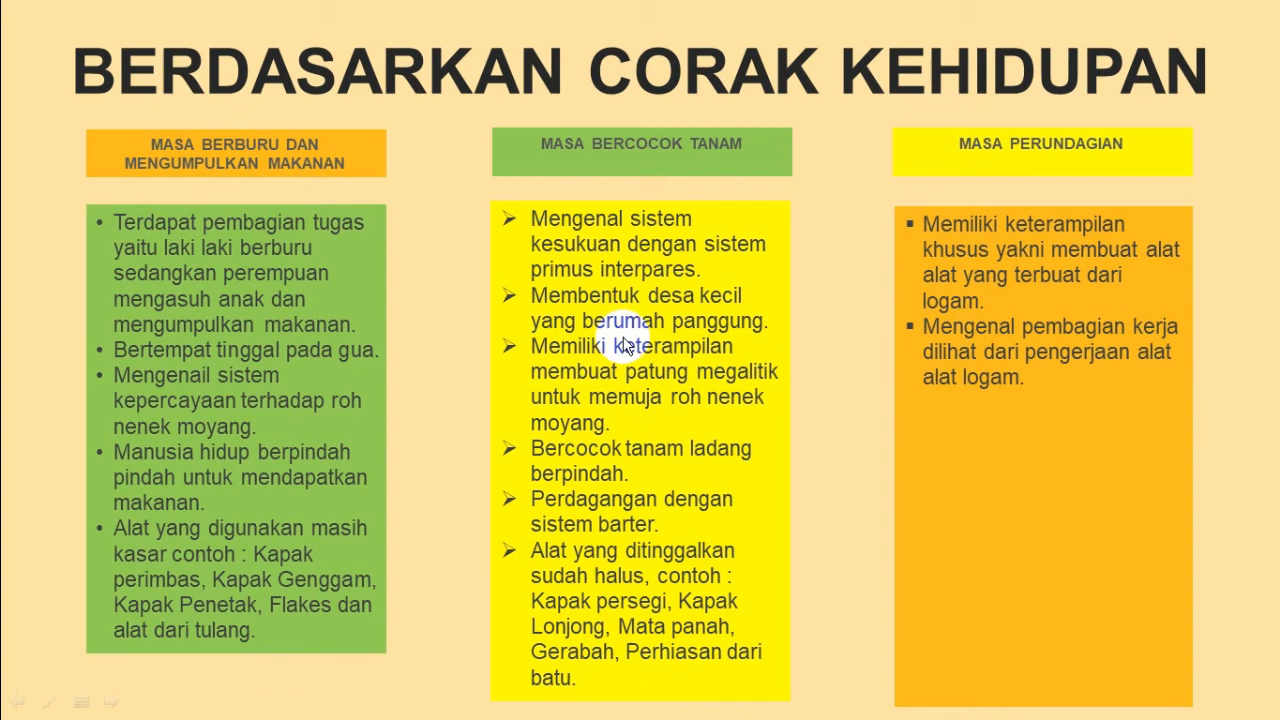 BERDASARKAN CORAK KEHIDUPAN
MASA BERBURU DAN
MENGUMPULKAN MAKANAN
• Terdapat pembagian tugas
yaitu laki laki berburu
sedangkan perempuan
mengasuh anak dan
mengumpulkan makanan.
• Bertempat tinggal pada gua.
• Mengenail sistem
kepercayaan terhadap roh
nenek moyang.
• Manusia hidup berpindah
pindah untuk mendapatkan
makanan.
• Alat yang digunakan masih
kasar contoh : Kapak
perimbas, Kapak Genggam,
Kapak Penetak, Flakes dan
alat dari tulang.
MASA BERCOCOK TANAM
➢ Mengenal sistem
kesukuan dengan sistem
primus interpares.
➢ Membentuk desa kecil
yang berumah panggung.
➢ Memiliki keterampilan
membuat patung megalitik
untuk memuja roh nenek
moyang.
➢ Bercocok tanam ladang
berpindah.
➢ Perdagangan dengan
sistem barter.
➢ Alat yang ditinggalkan
sudah halus, contoh :
Kapak persegi, Kapak
Lonjong, Mata panah,
Gerabah, Perhiasan dari
batu.
MASA PERUNDAGIAN
▪ Memiliki keterampilan
khusus yakni membuat alat
alat yang terbuat dari
logam.
▪ Mengenal pembagian kerja
dilihat dari pengerjaan alat
alat logam.